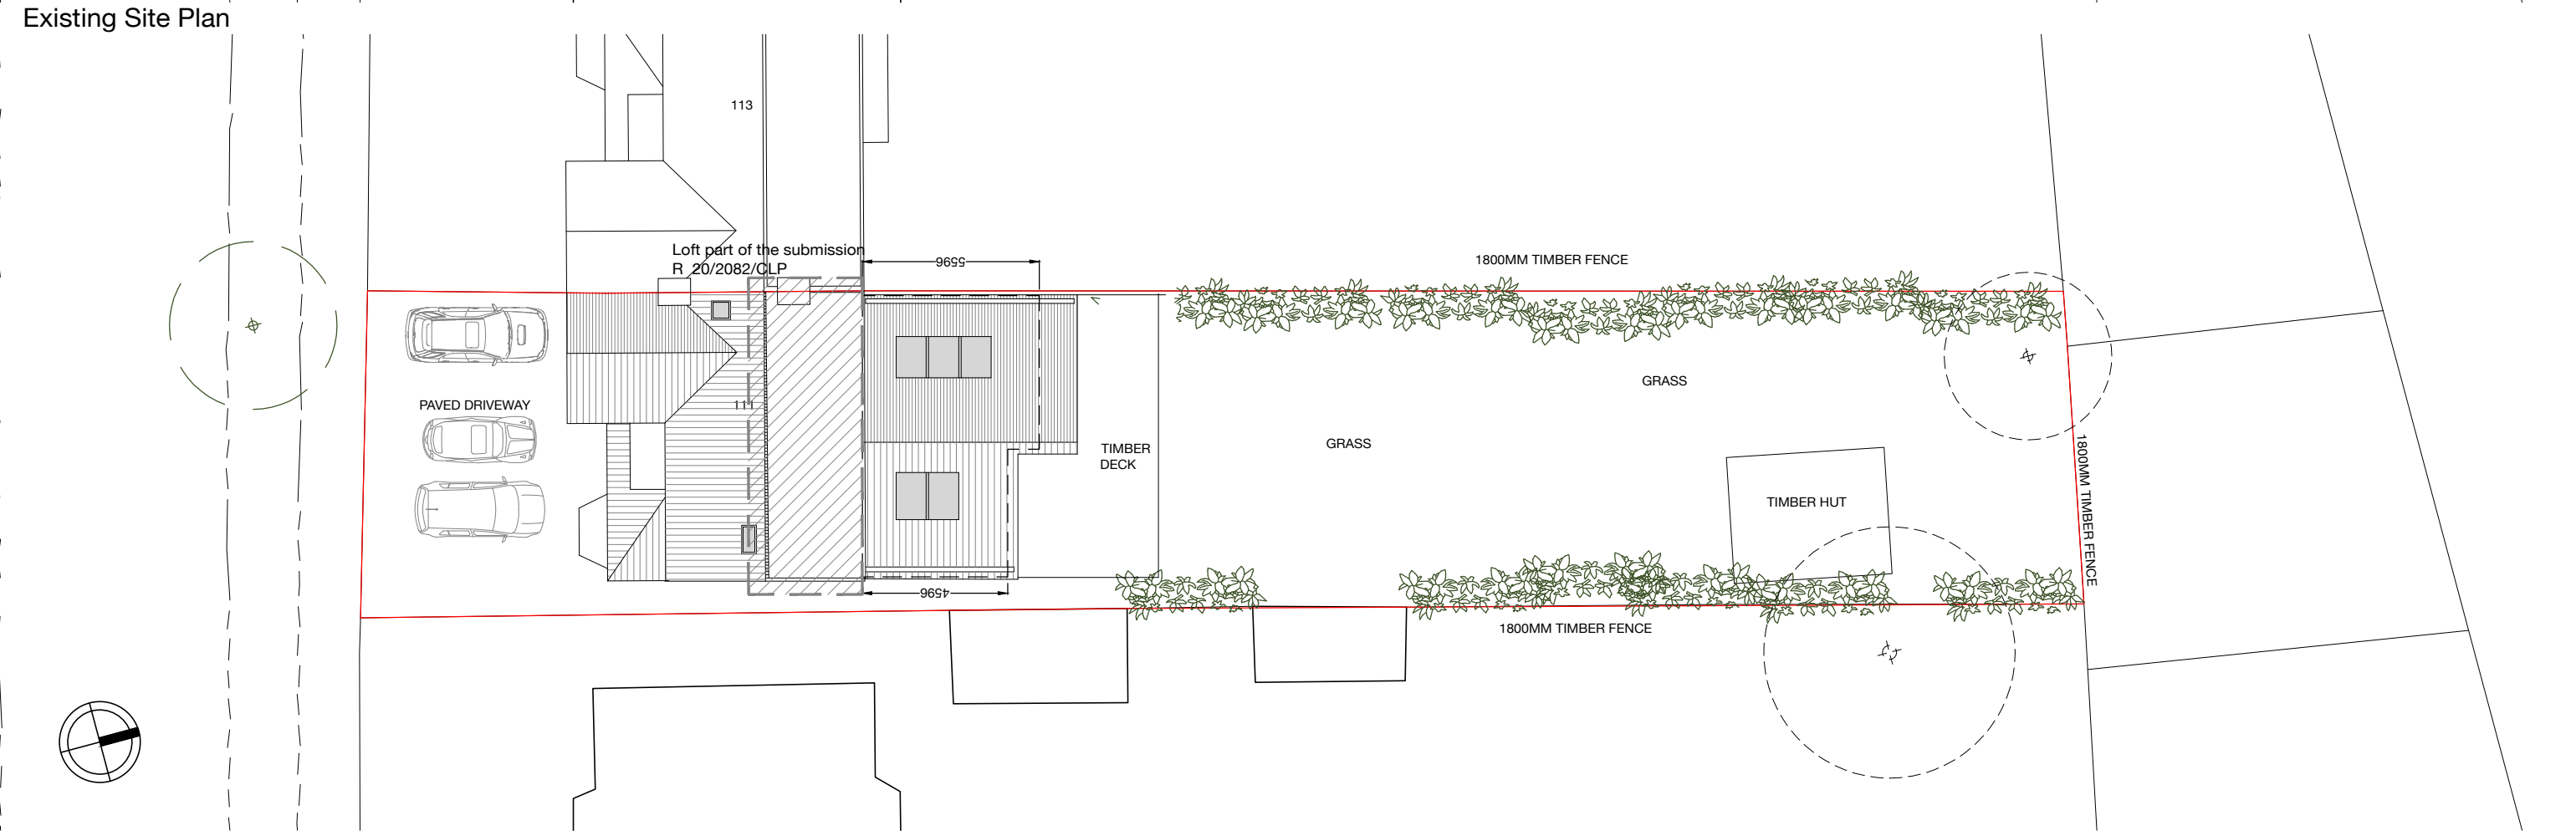 Existing Site Plan
113
Loft part of the submission
R 20/2082/CLP
5596
1800MM TIMBER FENCE
PAVED DRIVEWAY
111
GRASS
GRASS
TIMBER
DECK
TIMBER HUT
1800MM TIMBER FENCE
4596
1800MM TIMBER FENCE